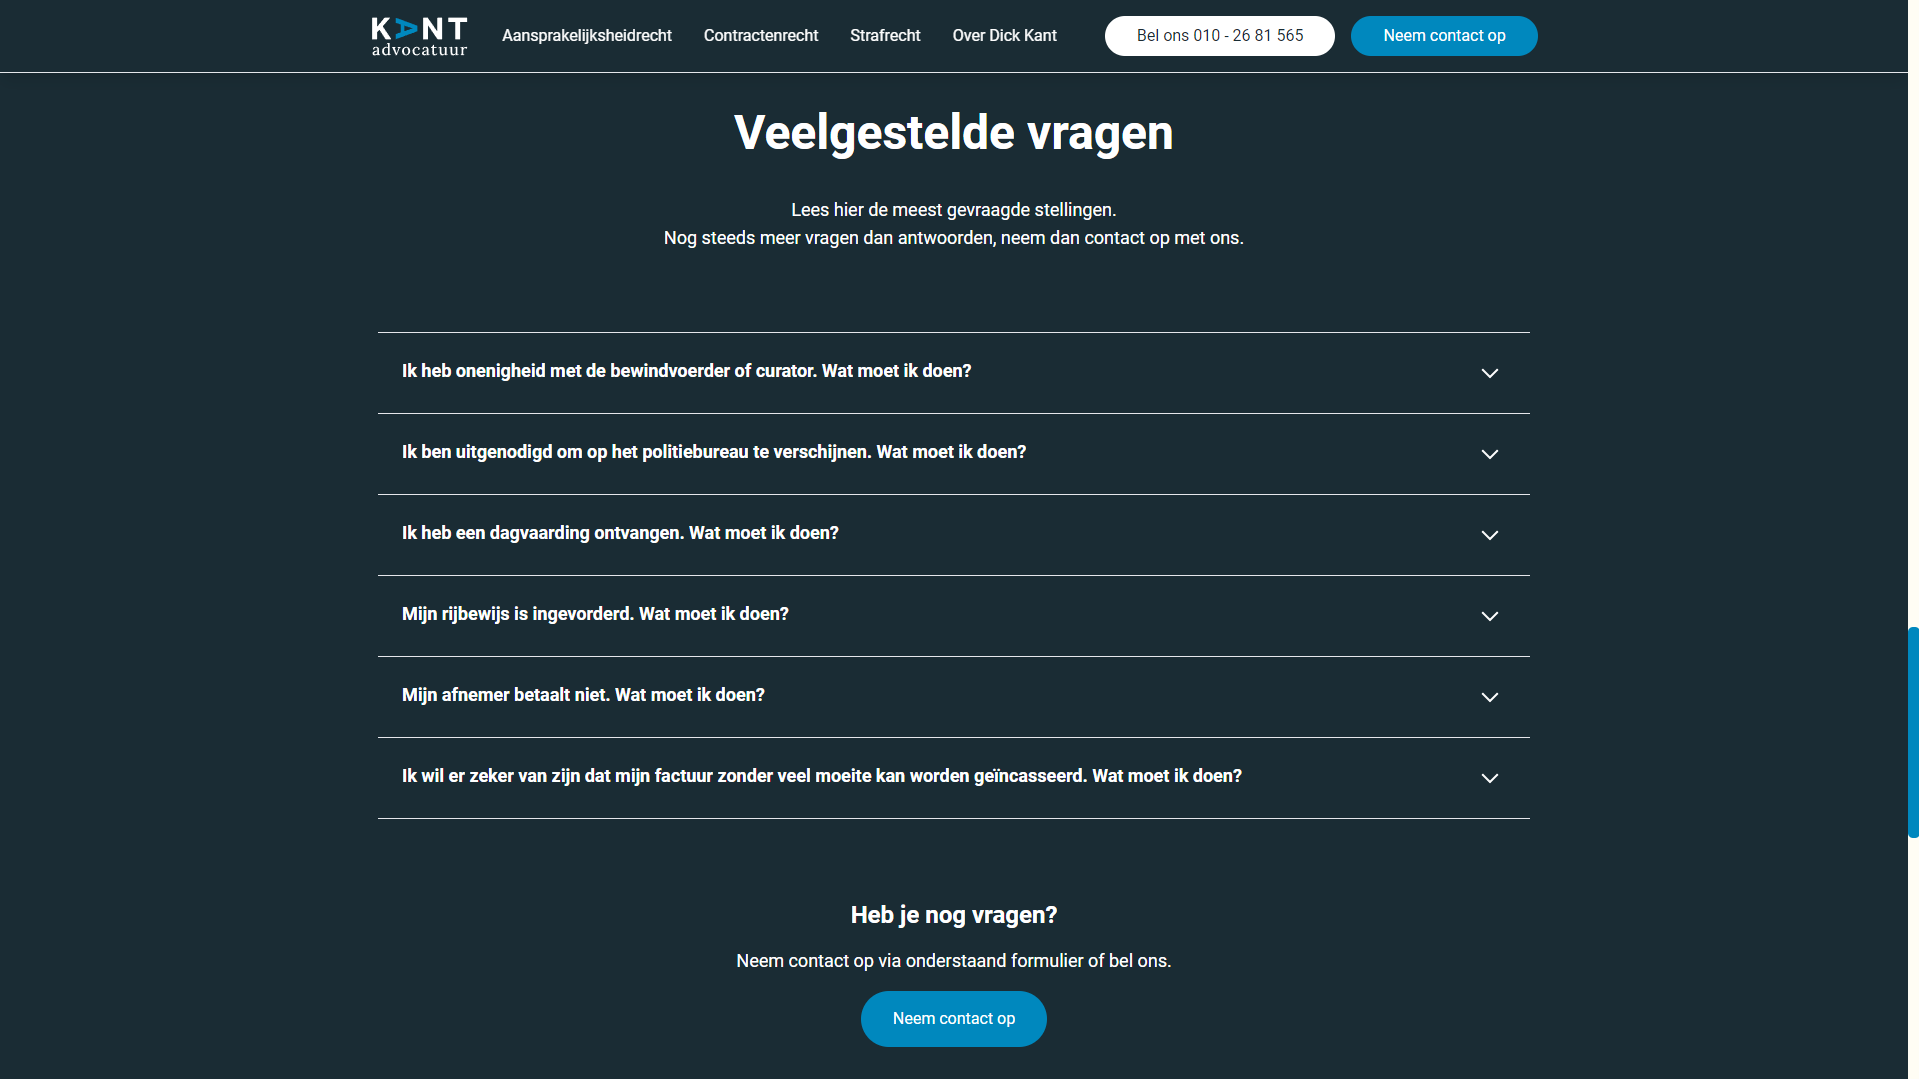 KANT
advocatuur
Aansprakelijksheidrecht
Contractenrecht
Strafrecht
Over Dick Kant
Bel ons 010 - 26 81 565
Neem contact op
Veelgestelde vragen
Lees hier de meest gevraagde stellingen.
Nog steeds meer vragen dan antwoorden, neem dan contact op met ons.
Ik heb onenigheid met de bewindvoerder of curator. Wat moet ik doen?
Ik ben uitgenodigd om op het politiebureau te verschijnen. Wat moet ik doen?
Ik heb een dagvaarding ontvangen. Wat moet ik doen?
Mijn rijbewijs is ingevorderd. Wat moet ik doen?
Mijn afnemer betaalt niet. Wat moet ik doen?
Ik wil er zeker van zijn dat mijn factuur zonder veel moeite kan worden geïncasseerd. Wat moet ik doen?
Heb je nog vragen?
Neem contact op via onderstaand formulier of bel ons.
Neem contact op